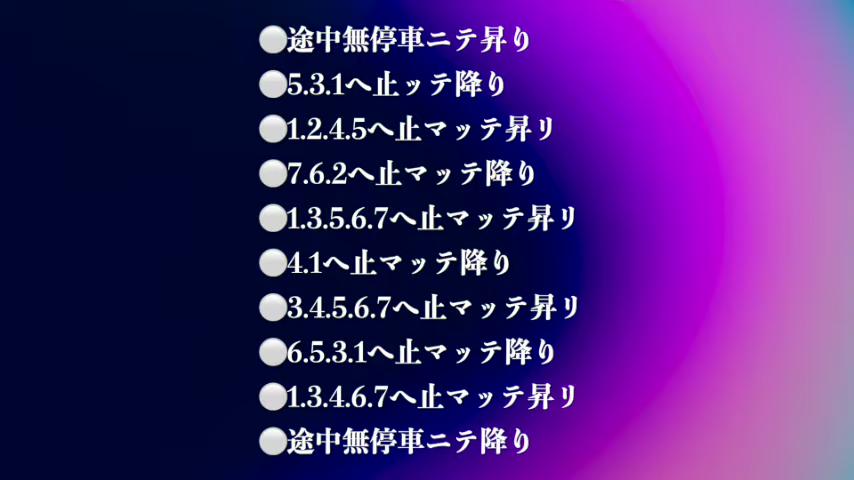 ⚪途中無停車ニテ昇り
⚪5.3.1へ止ッテ降り
⚪1.2.4.5へ止マッテ昇リ
⚪7.6.2へ止マッテ降り
⚪1.3.5.6.7へ止マッテ昇リ
⚪4.1へ止マッテ降り
⚪3.4.5.6.7へ止マッテ昇リ
⚪6.5.3.1へ止マッテ降り
⚪1.3.4.6.7へ止マッテ昇リ
⚪途中無停車ニテ降り